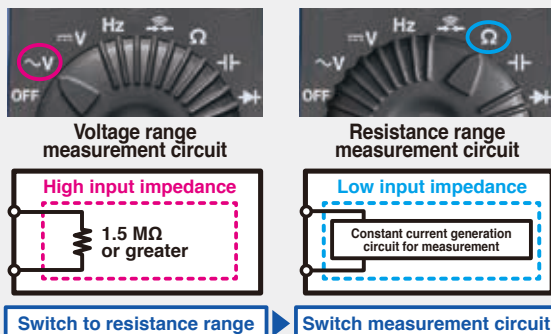 ⎓V Hz Ω
~V
OFF
⎓V Hz Ω
~V
OFF
Voltage range
measurement circuit
Resistance range
measurement circuit
High input impedance
1.5 MΩ
or greater
Low input impedance
Constant current generation
circuit for measurement
Switch to resistance range
Switch measurement circuit